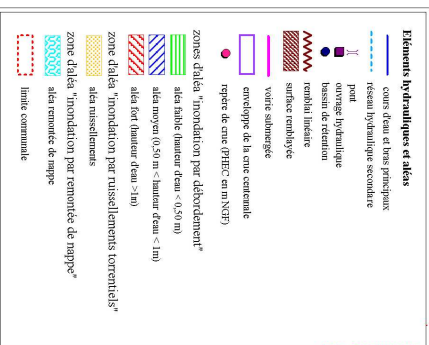 Eléments hydrauliques et aléas
cours d'eau et bras principaux
réseau hydraulique secondaire
pont
ouvrage hydraulique
bassin de rétention
remblai linéaire
surface remblayée
voirie submergée
enveloppe de la crue centennale
repère de crue (PHEC en m NGF)
zones d'aléa "inondation par débordement"
aléa faible (hauteur d'eau < 0,50 m)
aléa moyen (0,50 m < hauteur d'eau < 1m)
aléa fort (hauteur d'eau >1m)
zone d'aléa "inondation par ruissellements torrentiels"
aléa ruissellements
zone d'aléa "inondation par remontée de nappe"
aléa remontée de nappe
limite communale